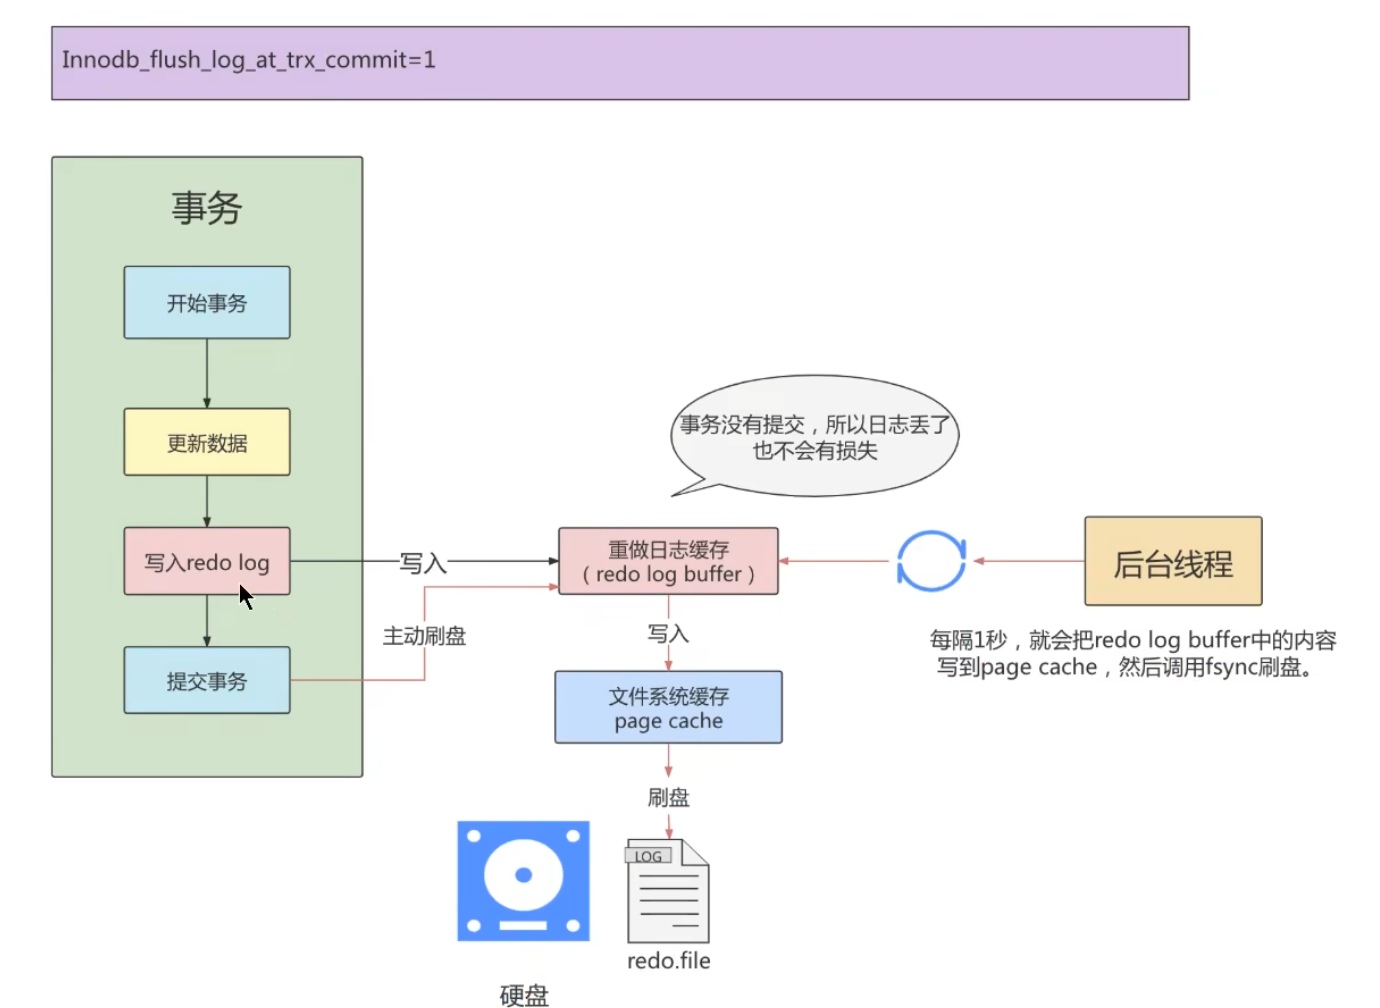 Innodb_flush_log_at_trx_commit=1
事务
开始事务
更新数据
写入redo log
提交事务
写入
主动刷盘
事务没有提交，所以日志丢了
也不会有损失
重做日志缓存
（redo log buffer）
写入
文件系统缓存
page cache
刷盘
LOG
redo.file
硬盘
后台线程
每隔1秒，就会把redo log buffer中的内容
写到page cache，然后调用fsync刷盘。